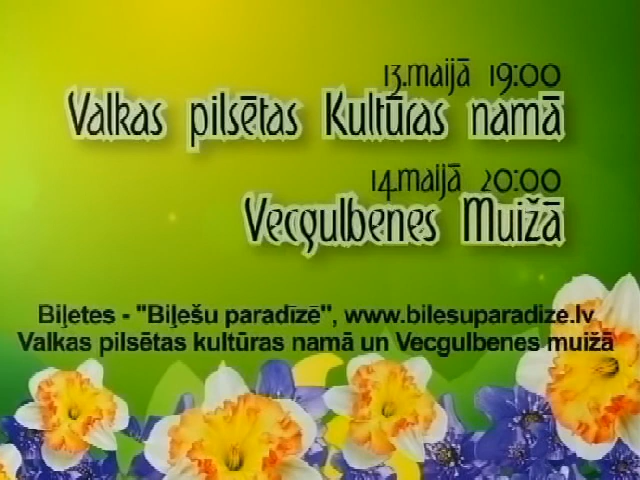 13.maijā 19:00
Valkas pilsētas Kultūras namā
14.maijā 20:00
Vecgulbenes Muižā
Biļetes - "Biļešu paradīzē", www.bilesuparadize.lv
Valkas pilsētas kultūras namā un Vecgulbenes muižā